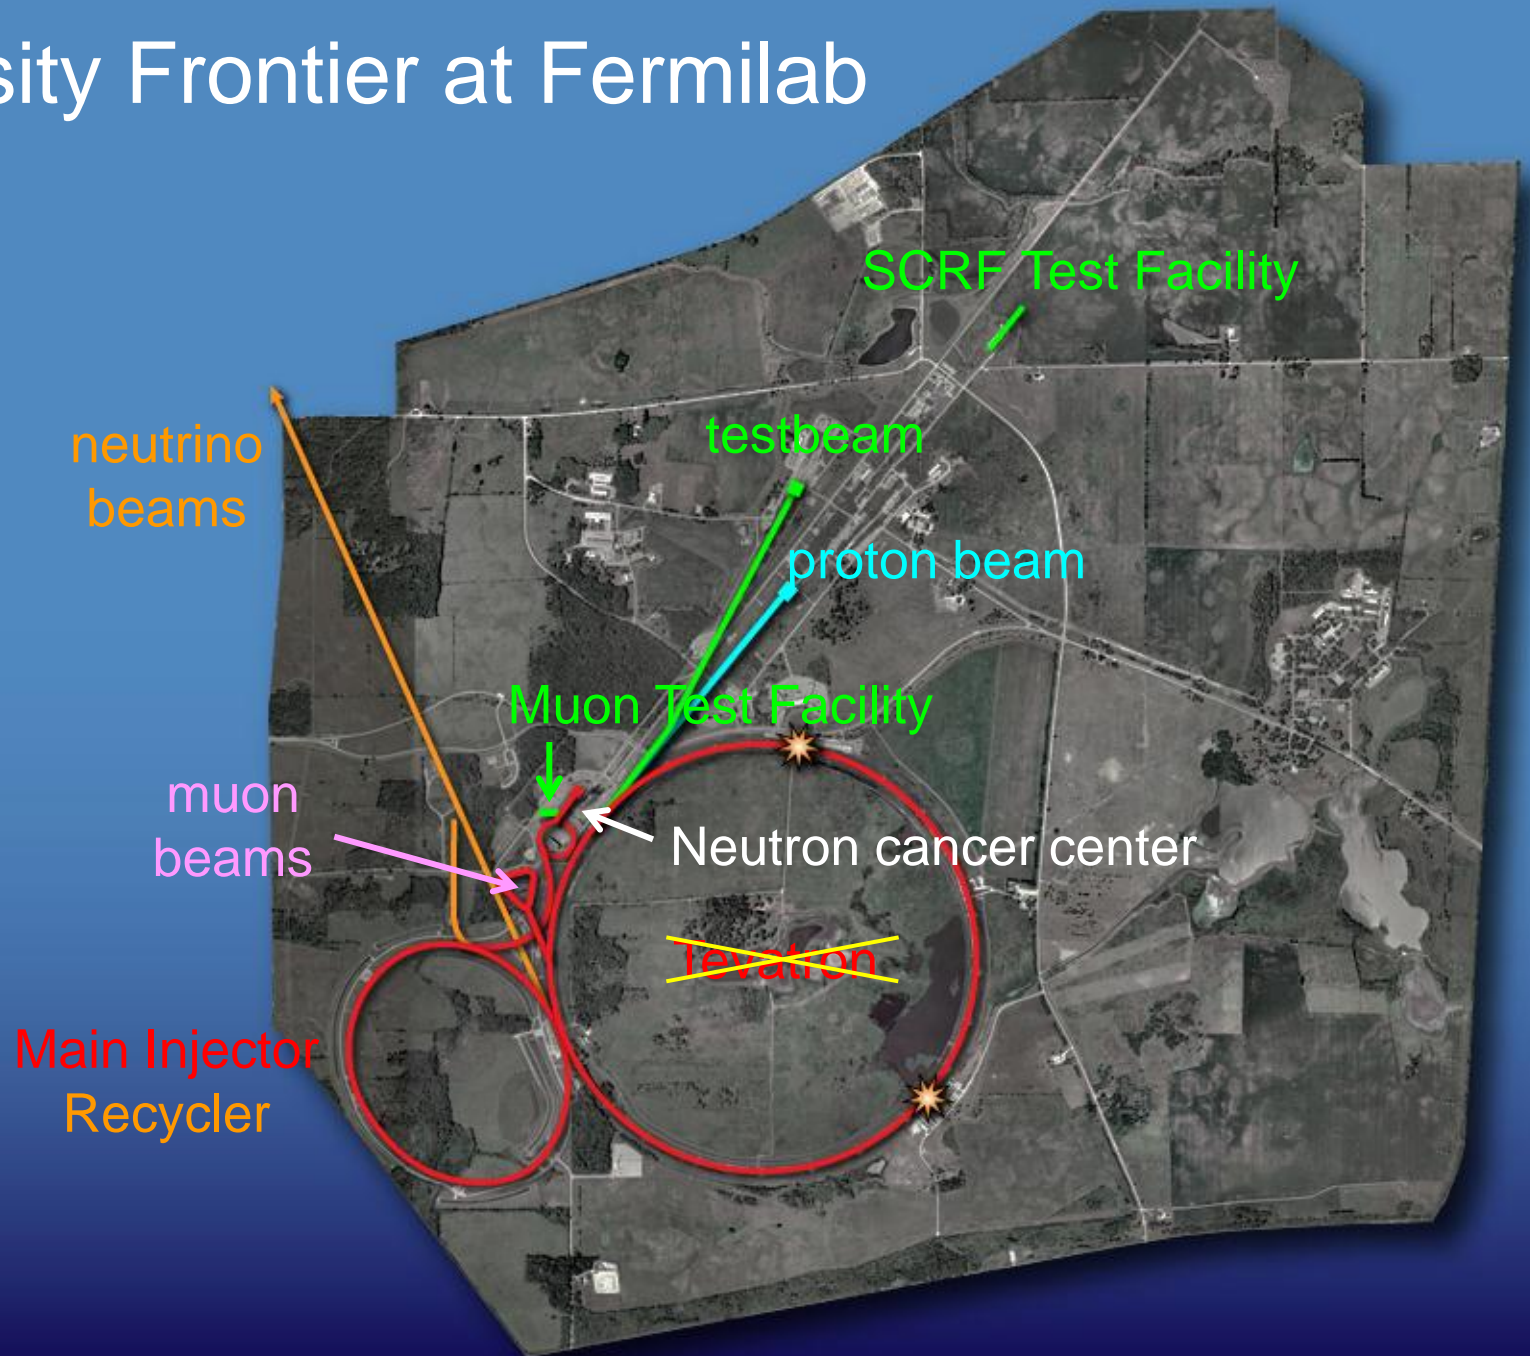 sity Frontier at Fermilab
SCRF Test Facility
testbeam
neutrino
beams
proton beam
Muon Test Facility
muon
beams
Neutron cancer center
Tevatron
Main Injector
Recycler